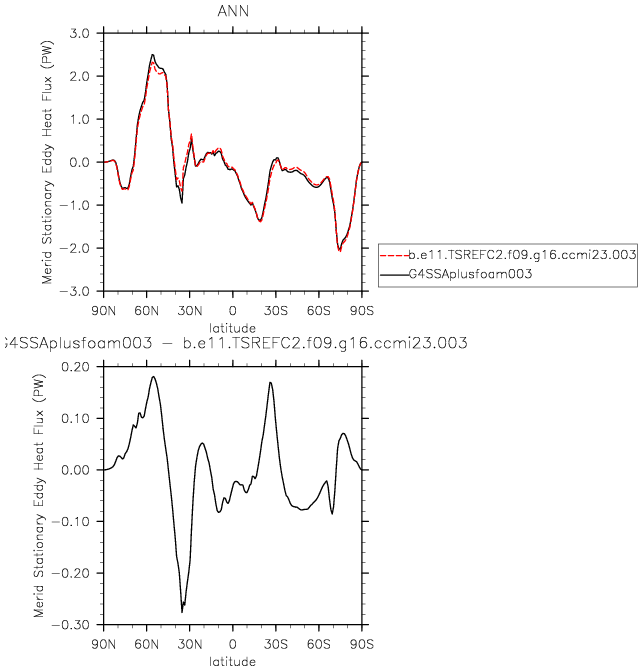 ANN
3.0
2.0
1.0
0.0
-1.0
-2.0
-3.0
Merid Stationary Eddy Heat Flux (PW)
90N 60N 30N 0 30S 60S 90S
latitude
b.e11.TSREFC2.f09.g16.ccmi23.003
G4SSAplusfoam003
G4SSAplusfoam003 - b.e11.TSREFC2.f09.g16.ccmi23.003
0.20
0.10
0.00
-0.10
-0.20
-0.30
Merid Stationary Eddy Heat Flux (PW)
90N 60N 30N 0 30S 60S 90S
latitude